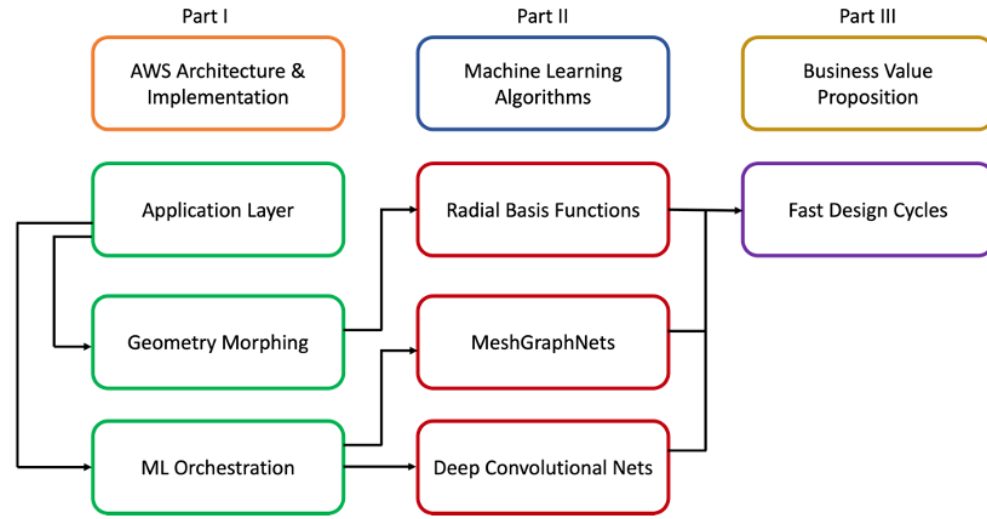 Part I
Part II
Part III
AWS Architecture &
Implementation
Machine Learning
Algorithms
Business Value
Proposition
Application Layer
Radial Basis Functions
Fast Design Cycles
Geometry Morphing
MeshGraphNets
ML Orchestration
Deep Convolutional Nets